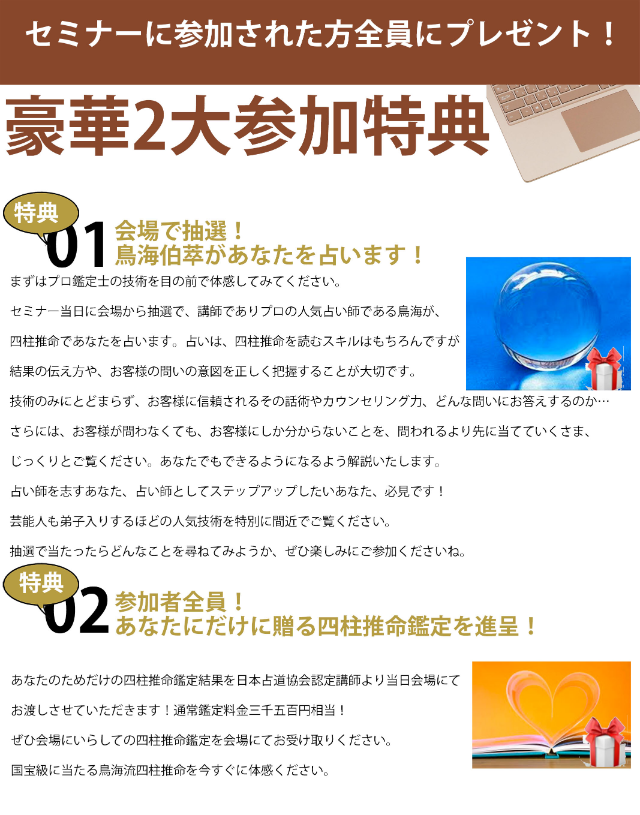 セミナーに参加された方全員にプレゼント！
豪華2大参加特典
特典
01
会場で抽選！
鳥海伯萃があなたを占います！
まずはプロ鑑定士の技術を目の前で体感してみてください。
セミナー当日に会場から抽選で、講師でありプロの人気占い師である鳥海が、
四柱推命であなたを占います。占いは、四柱推命を読むスキルはもちろんですが
結果の伝え方や、お客様の問いの意図を正しく把握することが大切です。
技術のみにとどまらず、お客様に信頼されるその話術やカウンセリング力、どんな問いにお答えするのか…
さらには、お客様が問わなくても、お客様にしか分からないことを、問われるより先に当てていくさま、
じっくりとご覧ください。あなたでもできるようになるよう解説いたします。
占い師を志すあなた、占い師としてステップアップしたいあなた、必見です！
芸能人も弟子入りするほどの人気技術を特別に間近でご覧ください。
抽選で当たったらどんなことを尋ねてみようか、ぜひ楽しみにご参加くださいね。
特典
02
参加者全員！
あなたにだけに贈る四柱推命鑑定を進呈！
あなたのためだけの四柱推命鑑定結果を日本占道協会認定講師より当日会場にて
お渡しさせていただきます！通常鑑定料金三千五百円相当！
ぜひ会場にいらしての四柱推命鑑定を会場にてお受け取りください。
国宝級に当たる鳥海流四柱推命を今すぐに体感ください。